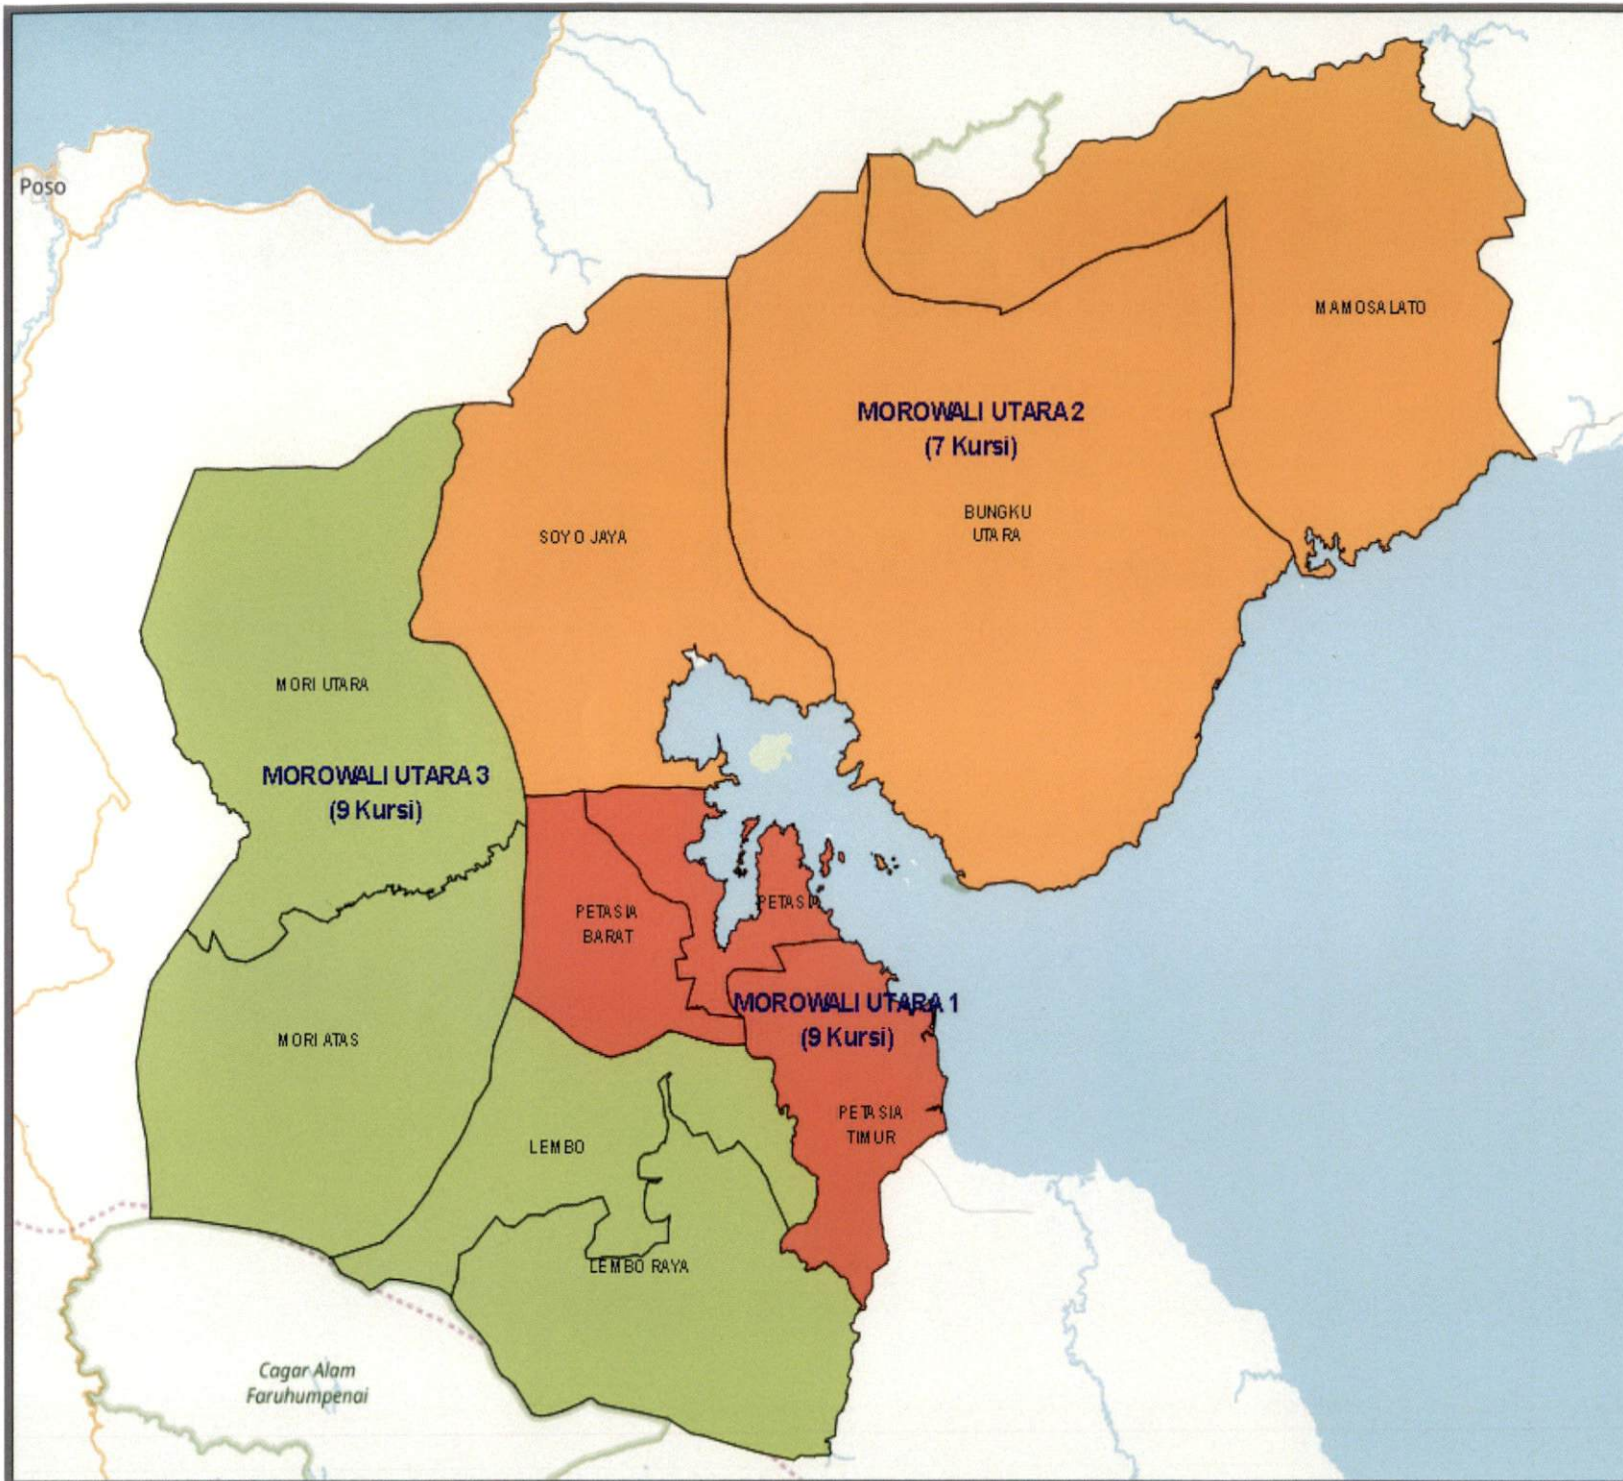 Poso
MAMOSALATO
MOROWALI UTARA 2
(7 Kursi)
BUNGKU
UTARA
SOYO JAYA
MORI UTARA
MOROWALI UTARA 3
(9 Kursi)
PETASIA
BARAT
PETASIA
MOROWALI UTARA 1
(9 Kursi)
MORI ATAS
PETASIA
TIMUR
LEMBO
LEMBO RAYA
Cagar Alam
Faruhumpenai